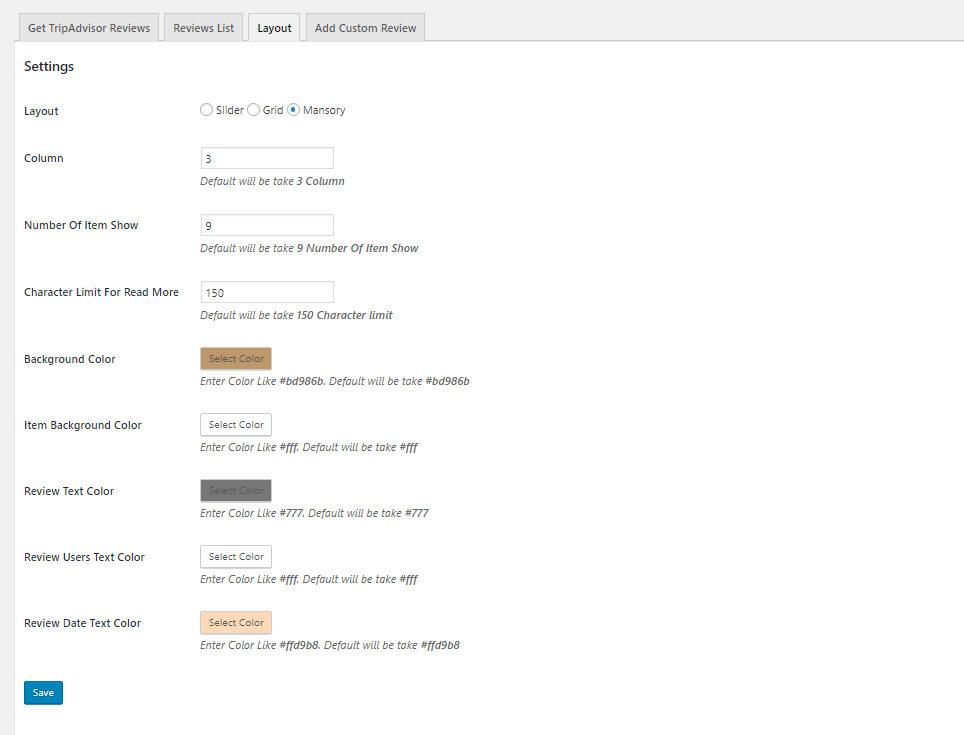 Get TripAdvisor Reviews Reviews List Layout Add Custom Review
Settings
Layout Slider Grid Mansory
Column 3
Default will be take 3 Column
Number Of Item Show 9
Default will be take 9 Number Of Item Show
Character Limit For Read More 150
Default will be take 150 Character limit
Background Color Select Color
Enter Color Like #bd986b. Default will be take #bd986b
Item Background Color Select Color
Enter Color Like #fff. Default will be take #fff
Review Text Color Select Color
Enter Color Like #777. Default will be take #777
Review Users Text Color Select Color
Enter Color Like #fff. Default will be take #fff
Review Date Text Color Select Color
Enter Color Like #ffd9b8. Default will be take #ffd9b8
Save